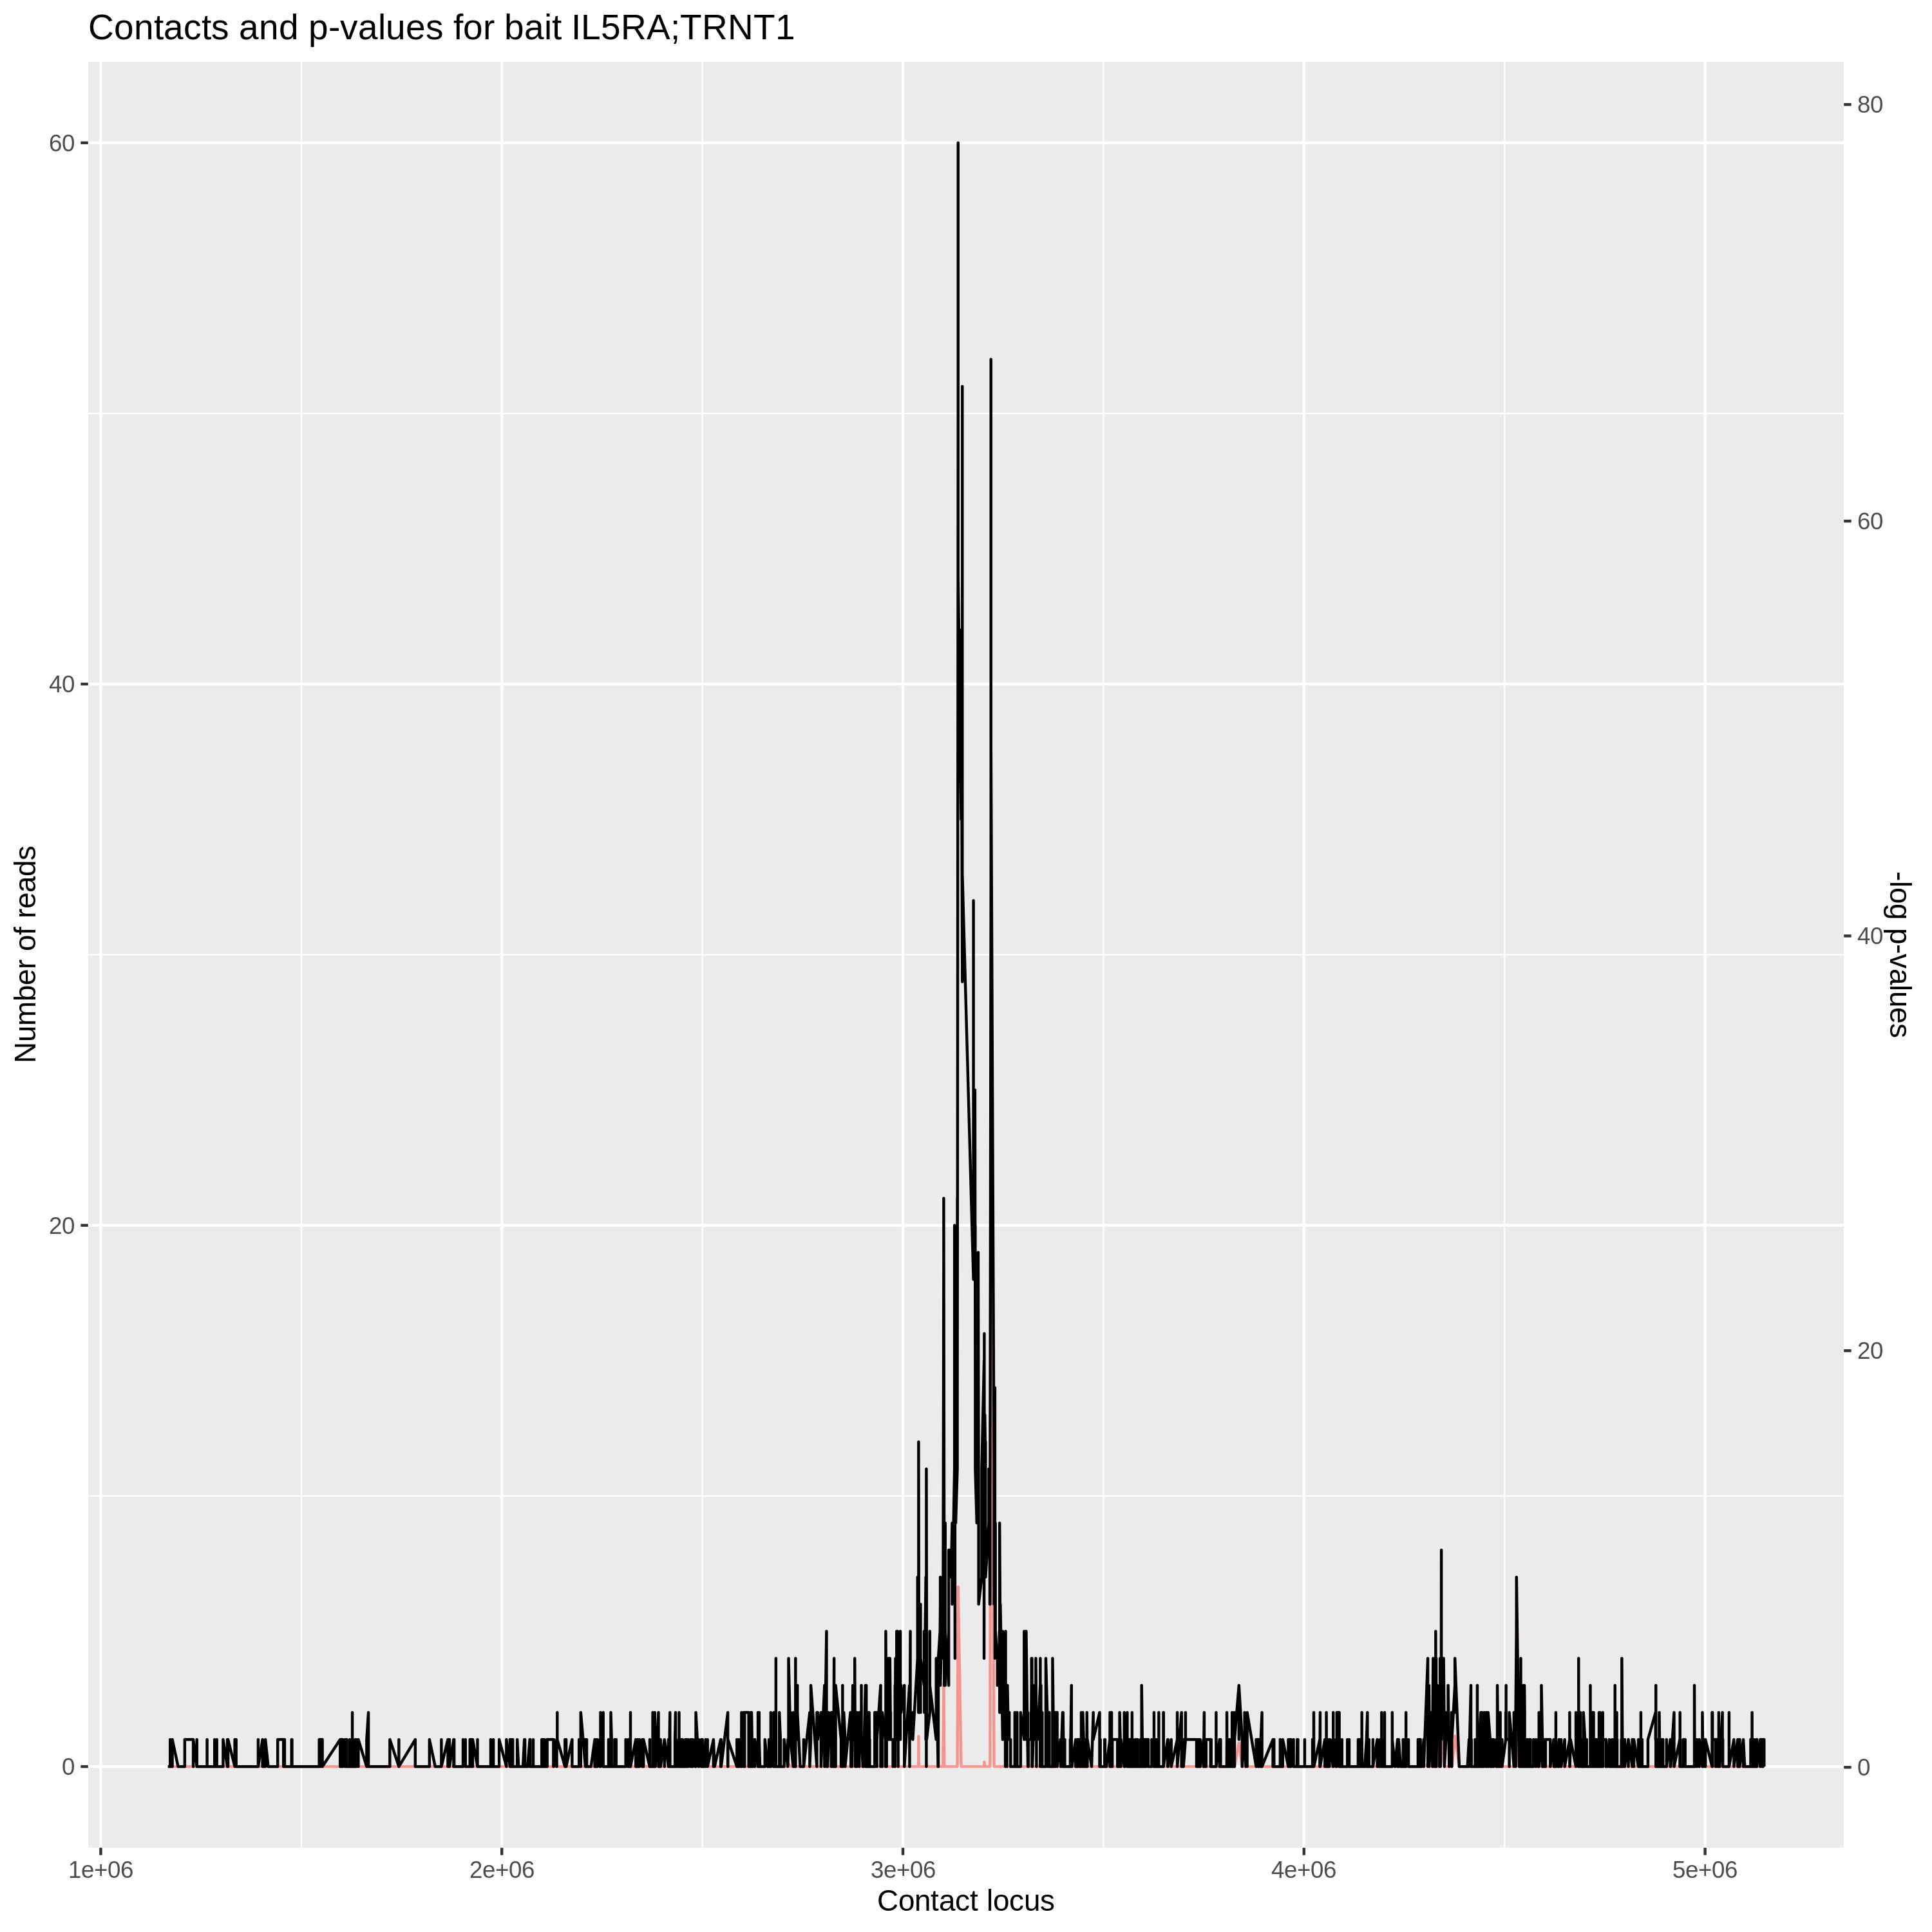 Contacts and p-values for bait IL5RA;TRNT1
60
40
20
0
Number of reads
80
60
40
20
0
-log p-values
1e+06 2e+06 3e+06 4e+06 5e+06
Contact locus